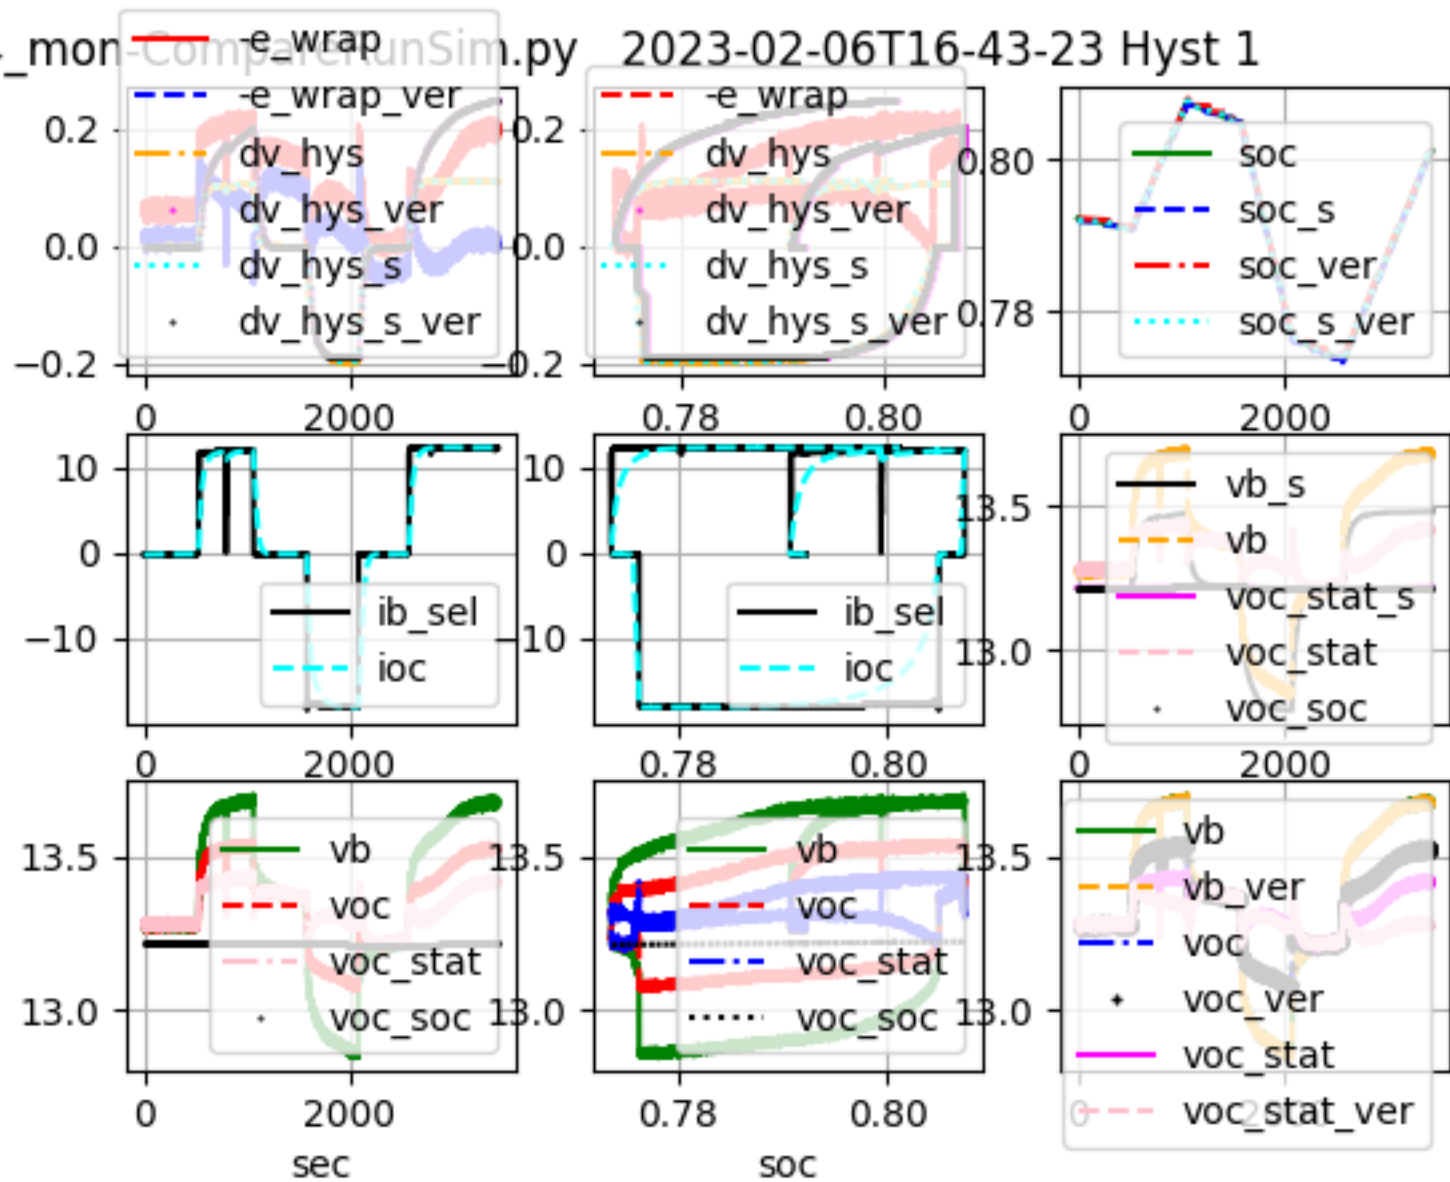 _mon-CompareRunSim.py 2023-02-06T16-43-23 Hyst 1
-e_wrap
-e_wrap_ver
dv_hys
dv_hys_ver
dv_hys_s
dv_hys_s_ver
0.2
0.0
−0.2
0 2000
-e_wrap
dv_hys
dv_hys_ver
dv_hys_s
dv_hys_s_ver
0.2
0.0
−0.2
0.78 0.80
soc
soc_s
soc_ver
soc_s_ver
0.80
0.78
0 2000
10
0
−10
ib_sel
ioc
0 2000
10
0
−10
ib_sel
ioc
0.78 0.80
13.5
13.0
vb_s
vb
voc_stat_s
voc_stat
voc_soc
0 2000
13.5
13.0
vb
voc
voc_stat
voc_soc
0 2000
sec
13.5
13.0
vb
voc
voc_stat
voc_soc
0.78 0.80
soc
13.5
13.0
vb
vb_ver
voc
voc_ver
voc_stat
voc_stat_ver
0 2000